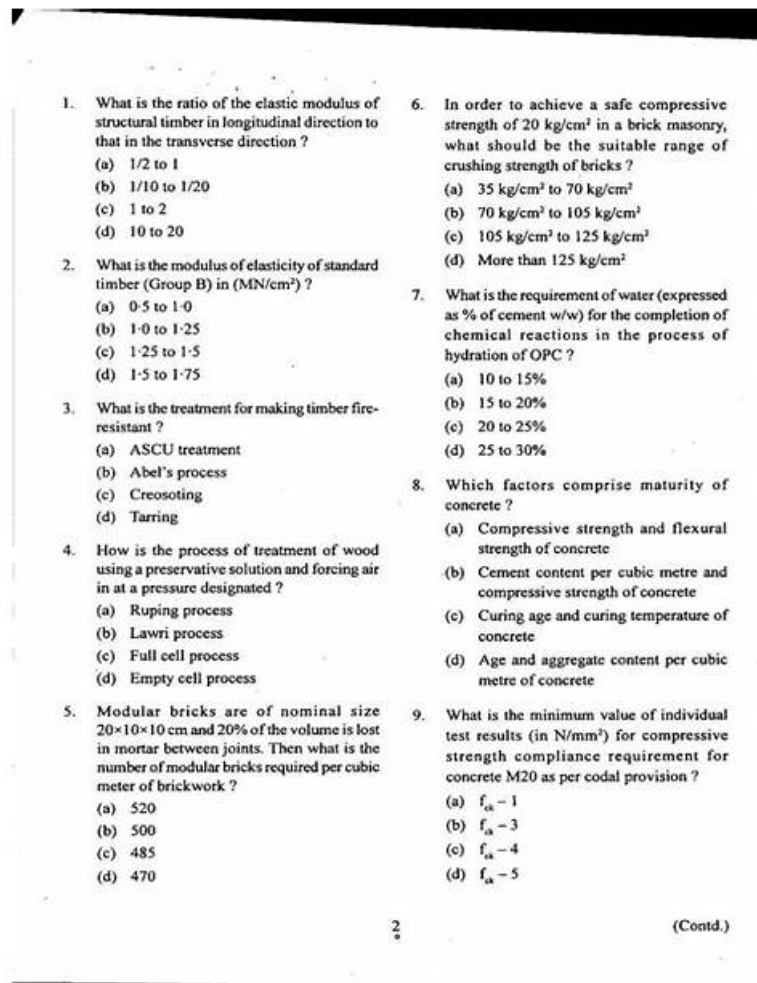 1. What is the ratio of the elastic modulus of
structural timber in longitudinal direction to
that in the transverse direction ?
(a) 1/2 to 1
(b) 1/10 to 1/20
(c) 1 to 2
(d) 10 to 20
2. What is the modulus of elasticity of standard
timber (Group B) in (MN/cm²) ?
(a) 0·5 to 1·0
(b) 1·0 to 1·25
(c) 1·25 to 1·5
(d) 1·5 to 1·75
3. What is the treatment for making timber fire-
resistant ?
(a) ASCU treatment
(b) Abel's process
(c) Creosoting
(d) Tarring
4. How is the process of treatment of wood
using a preservative solution and forcing air
in at a pressure designated ?
(a) Ruping process
(b) Lawri process
(c) Full cell process
(d) Empty cell process
5. Modular bricks are of nominal size
20×10×10 cm and 20% of the volume is lost
in mortar between joints. Then what is the
number of modular bricks required per cubic
meter of brickwork ?
(a) 520
(b) 500
(c) 485
(d) 470
6. In order to achieve a safe compressive
strength of 20 kg/cm² in a brick masonry,
what should be the suitable range of
crushing strength of bricks ?
(a) 35 kg/cm² to 70 kg/cm²
(b) 70 kg/cm² to 105 kg/cm²
(c) 105 kg/cm² to 125 kg/cm²
(d) More than 125 kg/cm²
7. What is the requirement of water (expressed
as % of cement w/w) for the completion of
chemical reactions in the process of
hydration of OPC ?
(a) 10 to 15%
(b) 15 to 20%
(c) 20 to 25%
(d) 25 to 30%
8. Which factors comprise maturity of
concrete ?
(a) Compressive strength and flexural
strength of concrete
(b) Cement content per cubic metre and
compressive strength of concrete
(c) Curing age and curing temperature of
concrete
(d) Age and aggregate content per cubic
metre of concrete
9. What is the minimum value of individual
test results (in N/mm²) for compressive
strength compliance requirement for
concrete M20 as per codal provision ?
(a) f_ck − 1
(b) f_ck − 3
(c) f_ck − 4
(d) f_ck − 5
2
(Contd.)